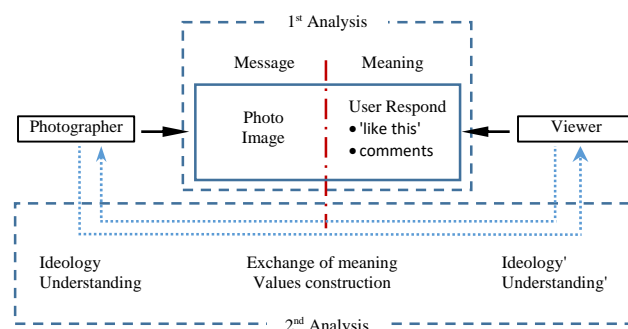 1st Analysis
Message Meaning
Photographer
Photo
Image
User Respond
• 'like this'
• comments
Viewer
Ideology
Understanding
Exchange of meaning
Values construction
Ideology'
Understanding'
2nd Analysis